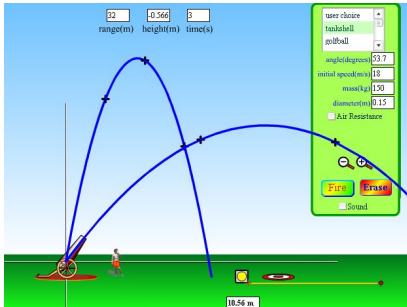 32 -0.566 3
range(m) height(m) time(s)
user choice
tankshell
golfball
angle(degrees) 53.7
initial speed(m/s) 18
mass(kg) 150
diameter(m) 0.15
Air Resistance
Fire Erase
Sound
18.56 m